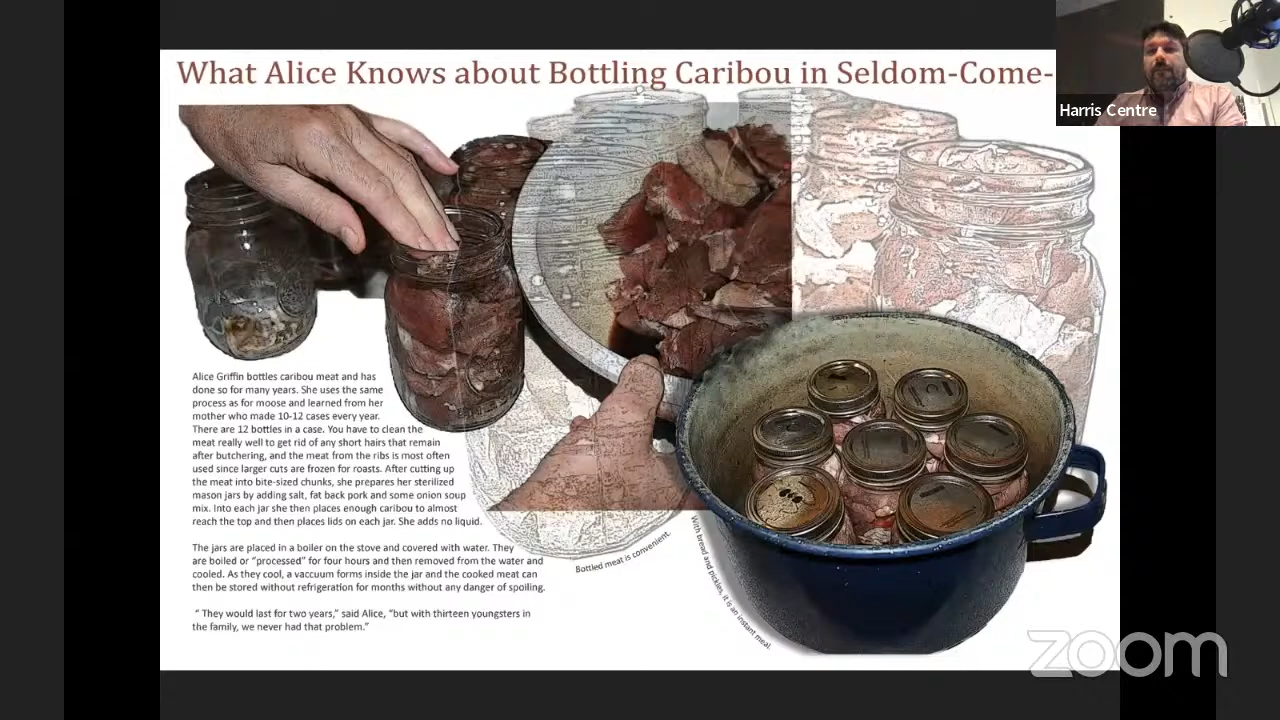 What Alice Knows about Bottling Caribou in Seldom-Come-
Harris Centre
Alice Griffin bottles caribou meat and has
done so for many years. She uses the same
process as for moose and learned from her
mother who made 10-12 cases every year.
There are 12 bottles in a case. You have to clean the
meat really well to get rid of any short hairs that remain
after butchering, and the meat from the ribs is most often
used since larger cuts are frozen for roasts. After cutting up
the meat into bite-sized chunks, she prepares her sterilized
mason jars by adding salt, fat back pork and some onion soup
mix. Into each jar she then places enough caribou to almost
reach the top and then places lids on each jar. She adds no liquid.
The jars are placed in a boiler on the stove and covered with water. They
are boiled or “processed” for four hours and then removed from the water and
cooled. As they cool, a vaccuum forms inside the jar and the cooked meat can
then be stored without refrigeration for months without any danger of spoiling.
“ They would last for two years,” said Alice, “but with thirteen youngsters in
the family, we never had that problem.”
Bottled meat is convenient.
With bread and pickles, it is an instant meal.
zoom